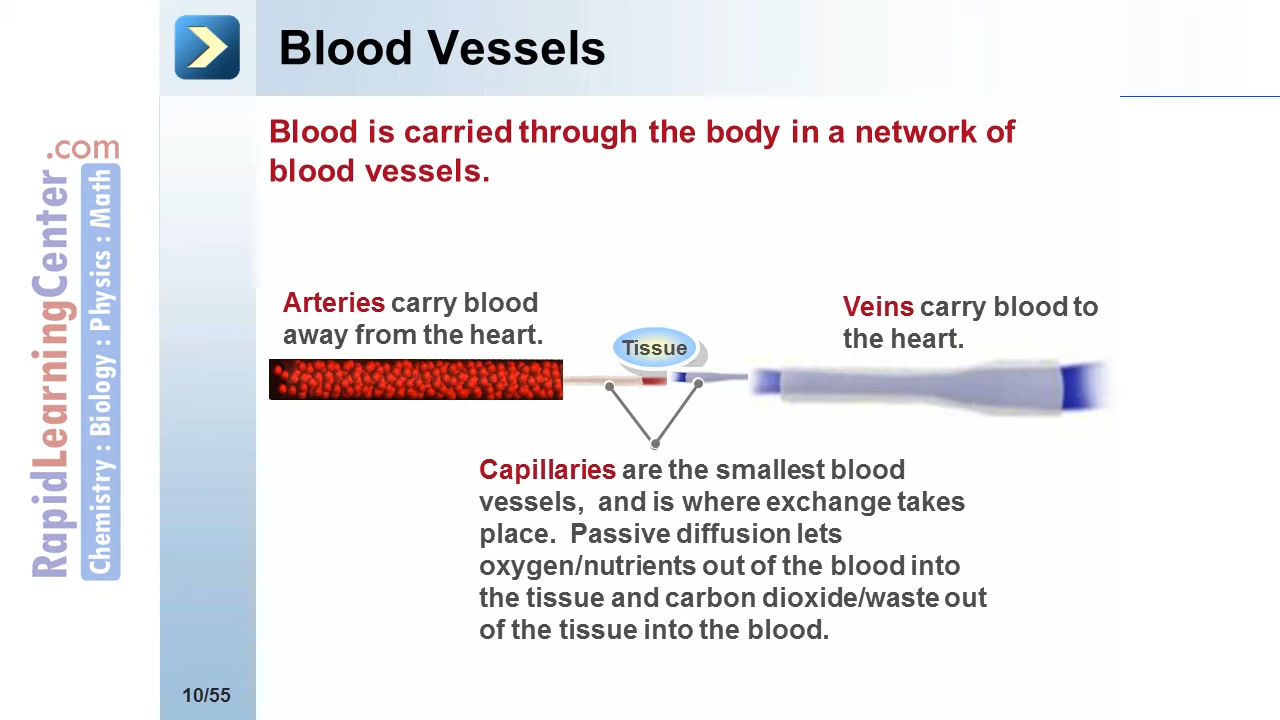 Blood Vessels
Blood is carried through the body in a network of
blood vessels.
Arteries carry blood
away from the heart.
Veins carry blood to
the heart.
Tissue
Capillaries are the smallest blood
vessels,  and is where exchange takes
place.  Passive diffusion lets
oxygen/nutrients out of the blood into
the tissue and carbon dioxide/waste out
of the tissue into the blood.
RapidLearningCenter.com
Chemistry : Biology : Physics : Math
10/55